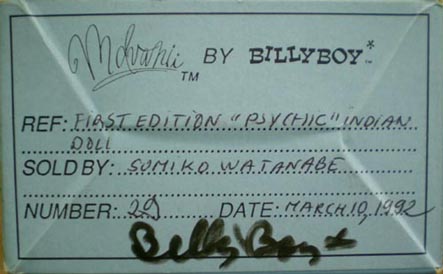 Mdvanii TM BY BILLYBOY* TM
REF: FIRST EDITION "PSYCHIC" INDIAN
DOLL
SOLD BY: SUMIKO WATANABE
NUMBER: 29 DATE: MARCH 10, 1992
BillyBoy*